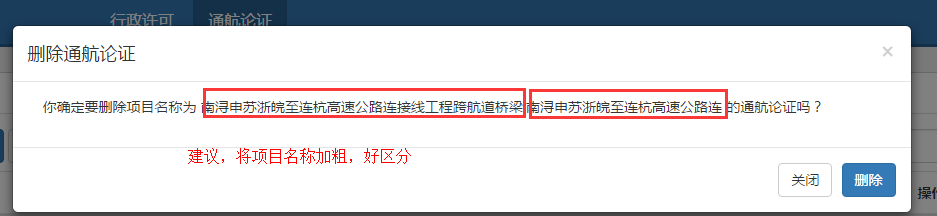 行政许可 通航论证
删除通航论证 ×
你确定要删除项目名称为 南浔申苏浙皖至连杭高速公路连接线工程跨航道桥梁南浔申苏浙皖至连杭高速公路连 的通航论证吗？
建议，将项目名称加粗，好区分
关闭 删除
操作